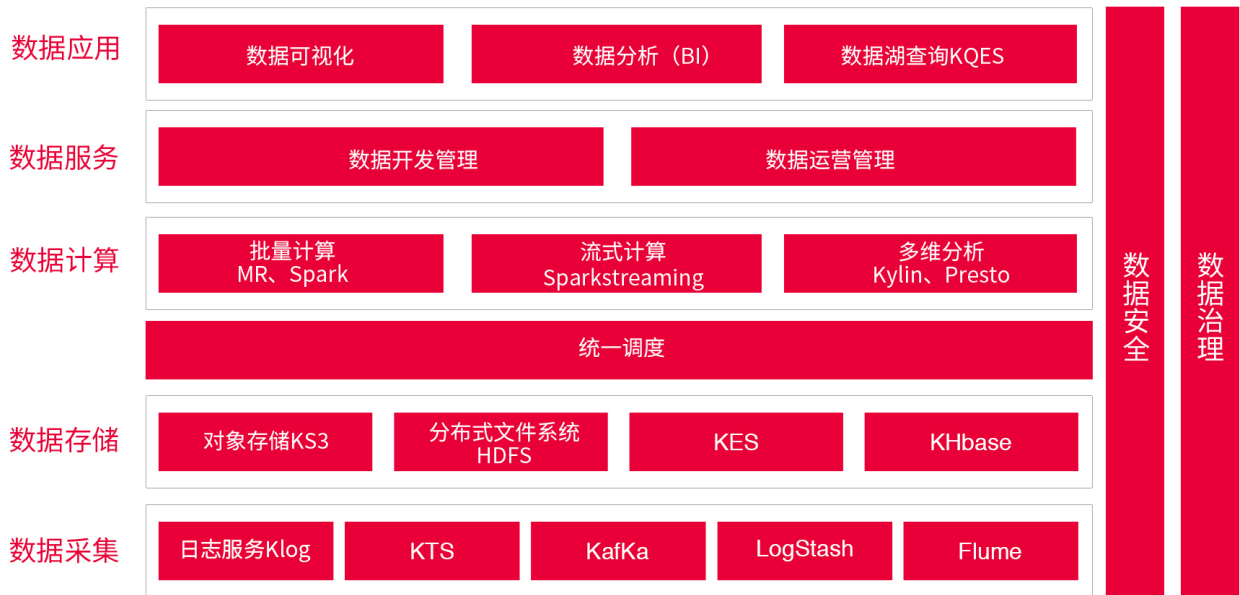 数据应用
数据可视化
数据分析（BI）
数据湖查询KQES
数据服务
数据开发管理
数据运营管理
数据计算
批量计算
MR、Spark
流式计算
Sparkstreaming
多维分析
Kylin、Presto
统一调度
数据存储
对象存储KS3
分布式文件系统
HDFS
KES
KHbase
数据采集
日志服务Klog
KTS
KafKa
LogStash
Flume
数据安全
数据治理